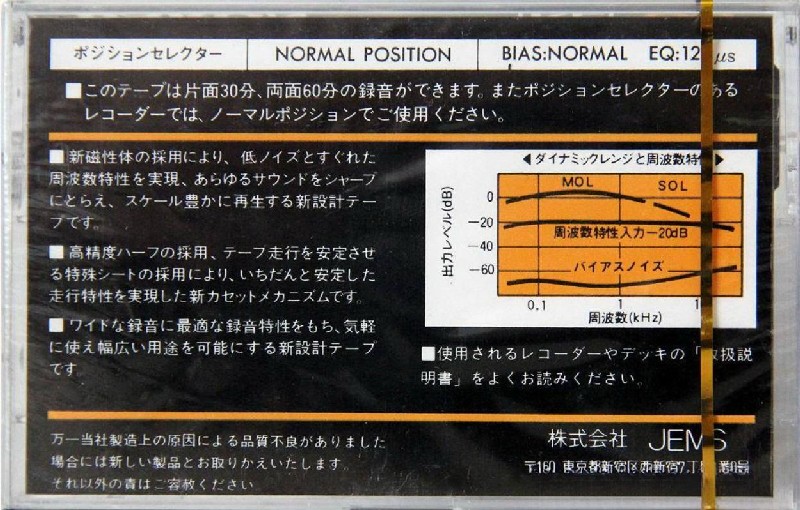 ポジションセレクター NORMAL POSITION BIAS:NORMAL EQ:12 μs
■このテープは片面30分、両面60分の録音ができます。またポジションセレクターのある
レコーダーでは、ノーマルポジションでご使用ください。
■新磁性体の採用により、低ノイズとすぐれた
周波数特性を実現、あらゆるサウンドをシャープ
にとらえ、スケール豊かに再生する新設計テー
プです。
■高精度ハーフの採用、テープ走行を安定させ
る特殊シートの採用により、いちだんと安定した
走行特性を実現した新カセットメカニズムです。
■ワイドな録音に最適な録音特性をもち、気軽
に使え幅広い用途を可能にする新設計テープ
です。
◀ダイナミックレンジと周波数特 ▶
出力レベル(dB)
MOL SOL
0
-20
周波数特性入力-20dB
-40
-60
バイアスノイズ
0.1 1 1
周波数(kHz)
■使用されるレコーダーやデッキの「 扱説
明書」をよくお読みください。
万一当社製造上の原因による品質不良がありました
場合には新しい製品とお取りかえいたします。
それ以外の責はご容赦ください
株式会社 JEMS
〒160 東京都新宿区西新宿7丁